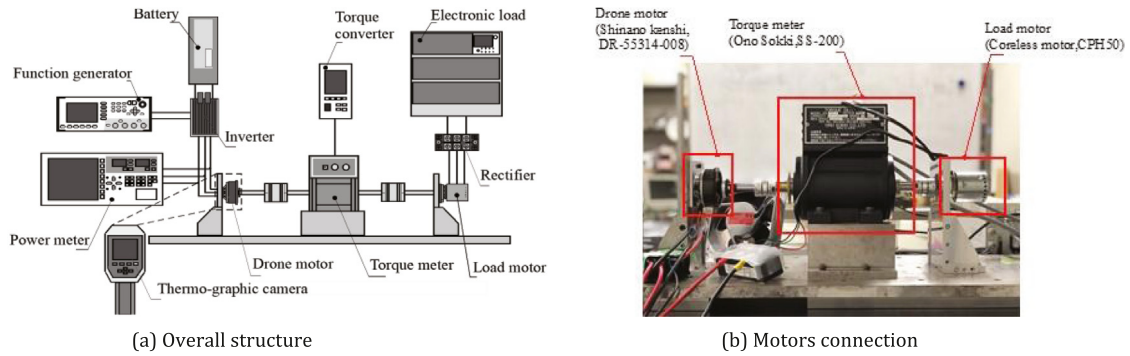 Battery
Torque
converter
Electronic load
Function generator
Inverter
Rectifier
Power meter
Drone motor
Torque meter
Load motor
Thermo-graphic camera
(a) Overall structure
Drone motor
(Shinano kenshi,
DR-55314-008)
Torque meter
(Ono Sokki,SS-200)
Load motor
(Coreless motor,CPH50)
(b) Motors connection